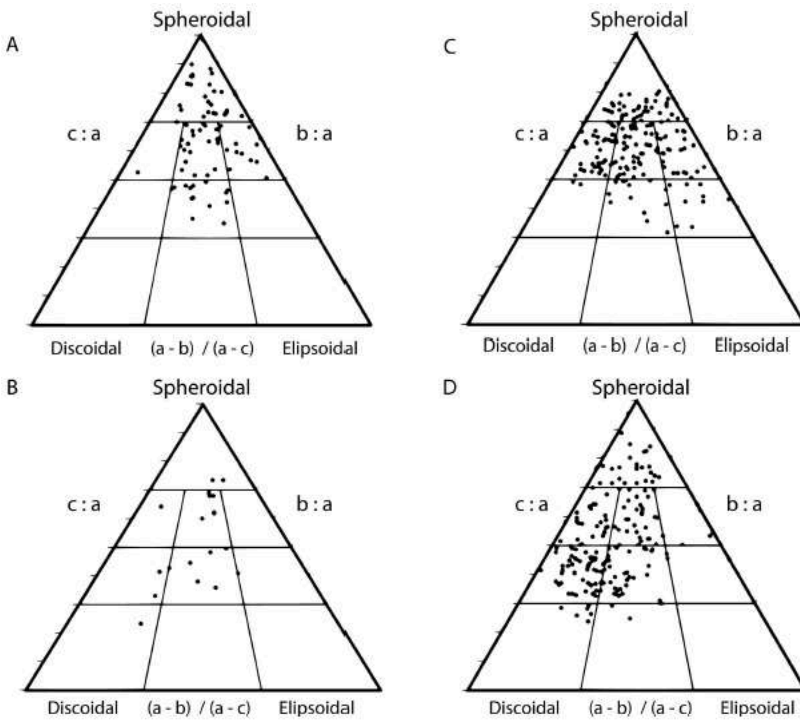 A
Spheroidal
c : a
b : a
Discoidal (a - b) / (a - c) Elipsoidal
C
Spheroidal
c : a
b : a
Discoidal (a - b) / (a - c) Elipsoidal
B
Spheroidal
c : a
b : a
Discoidal (a - b) / (a - c) Elipsoidal
D
Spheroidal
c : a
b : a
Discoidal (a - b) / (a - c) Elipsoidal